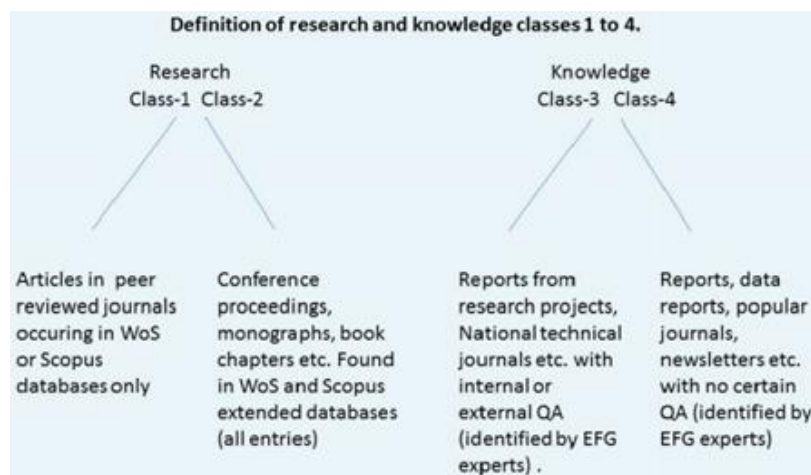 Definition of research and knowledge classes 1 to 4.
Research
Class-1 Class-2
Knowledge
Class-3 Class-4
Articles in peer
reviewed journals
occuring in WoS
or Scopus
databases only
Conference
proceedings,
monographs, book
chapters etc. Found
in WoS and Scopus
extended databases
(all entries)
Reports from
research projects,
National technical
journals etc. with
internal or
external QA
(identified by EFG
experts) .
Reports, data
reports, popular
journals,
newsletters etc.
with no certain
QA (identified by
EFG experts)